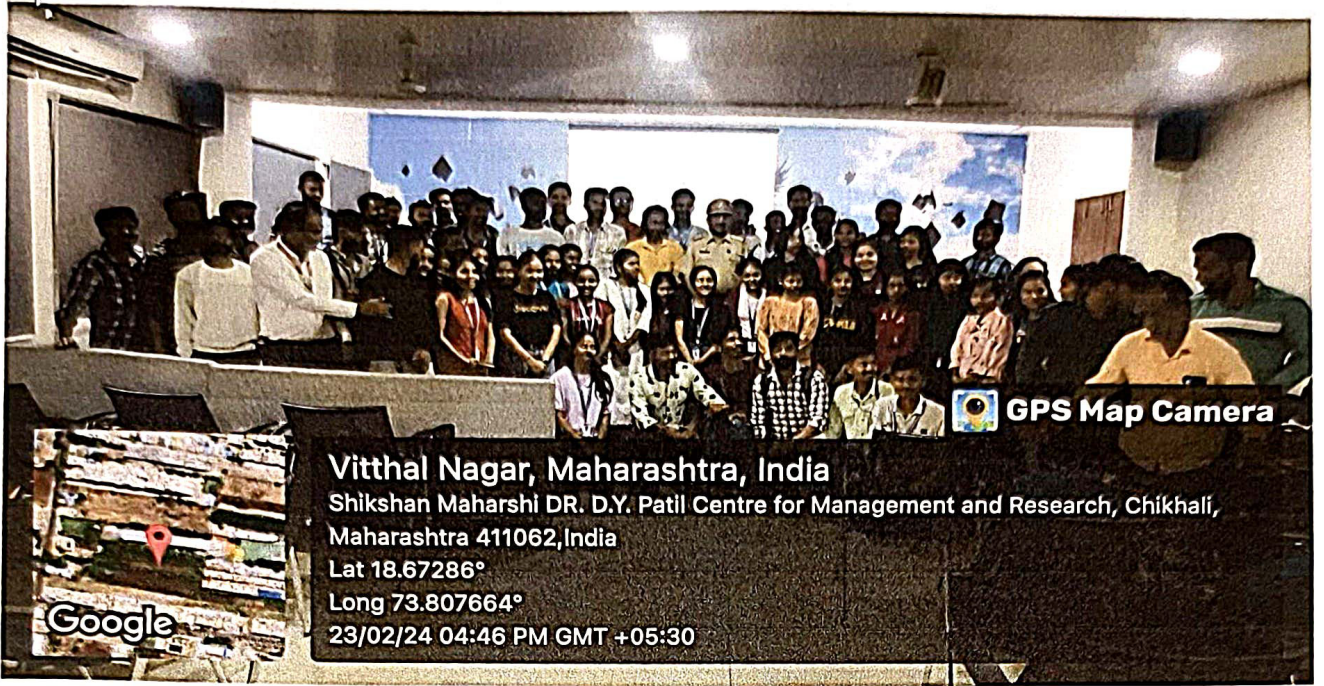 GPS Map Camera
Vitthal Nagar, Maharashtra, India
Shikshan Maharshi DR. D.Y. Patil Centre for Management and Research, Chikhali,
Maharashtra 411062,India
Lat 18.67286°
Long 73.807664°
23/02/24 04:46 PM GMT +05:30
Google